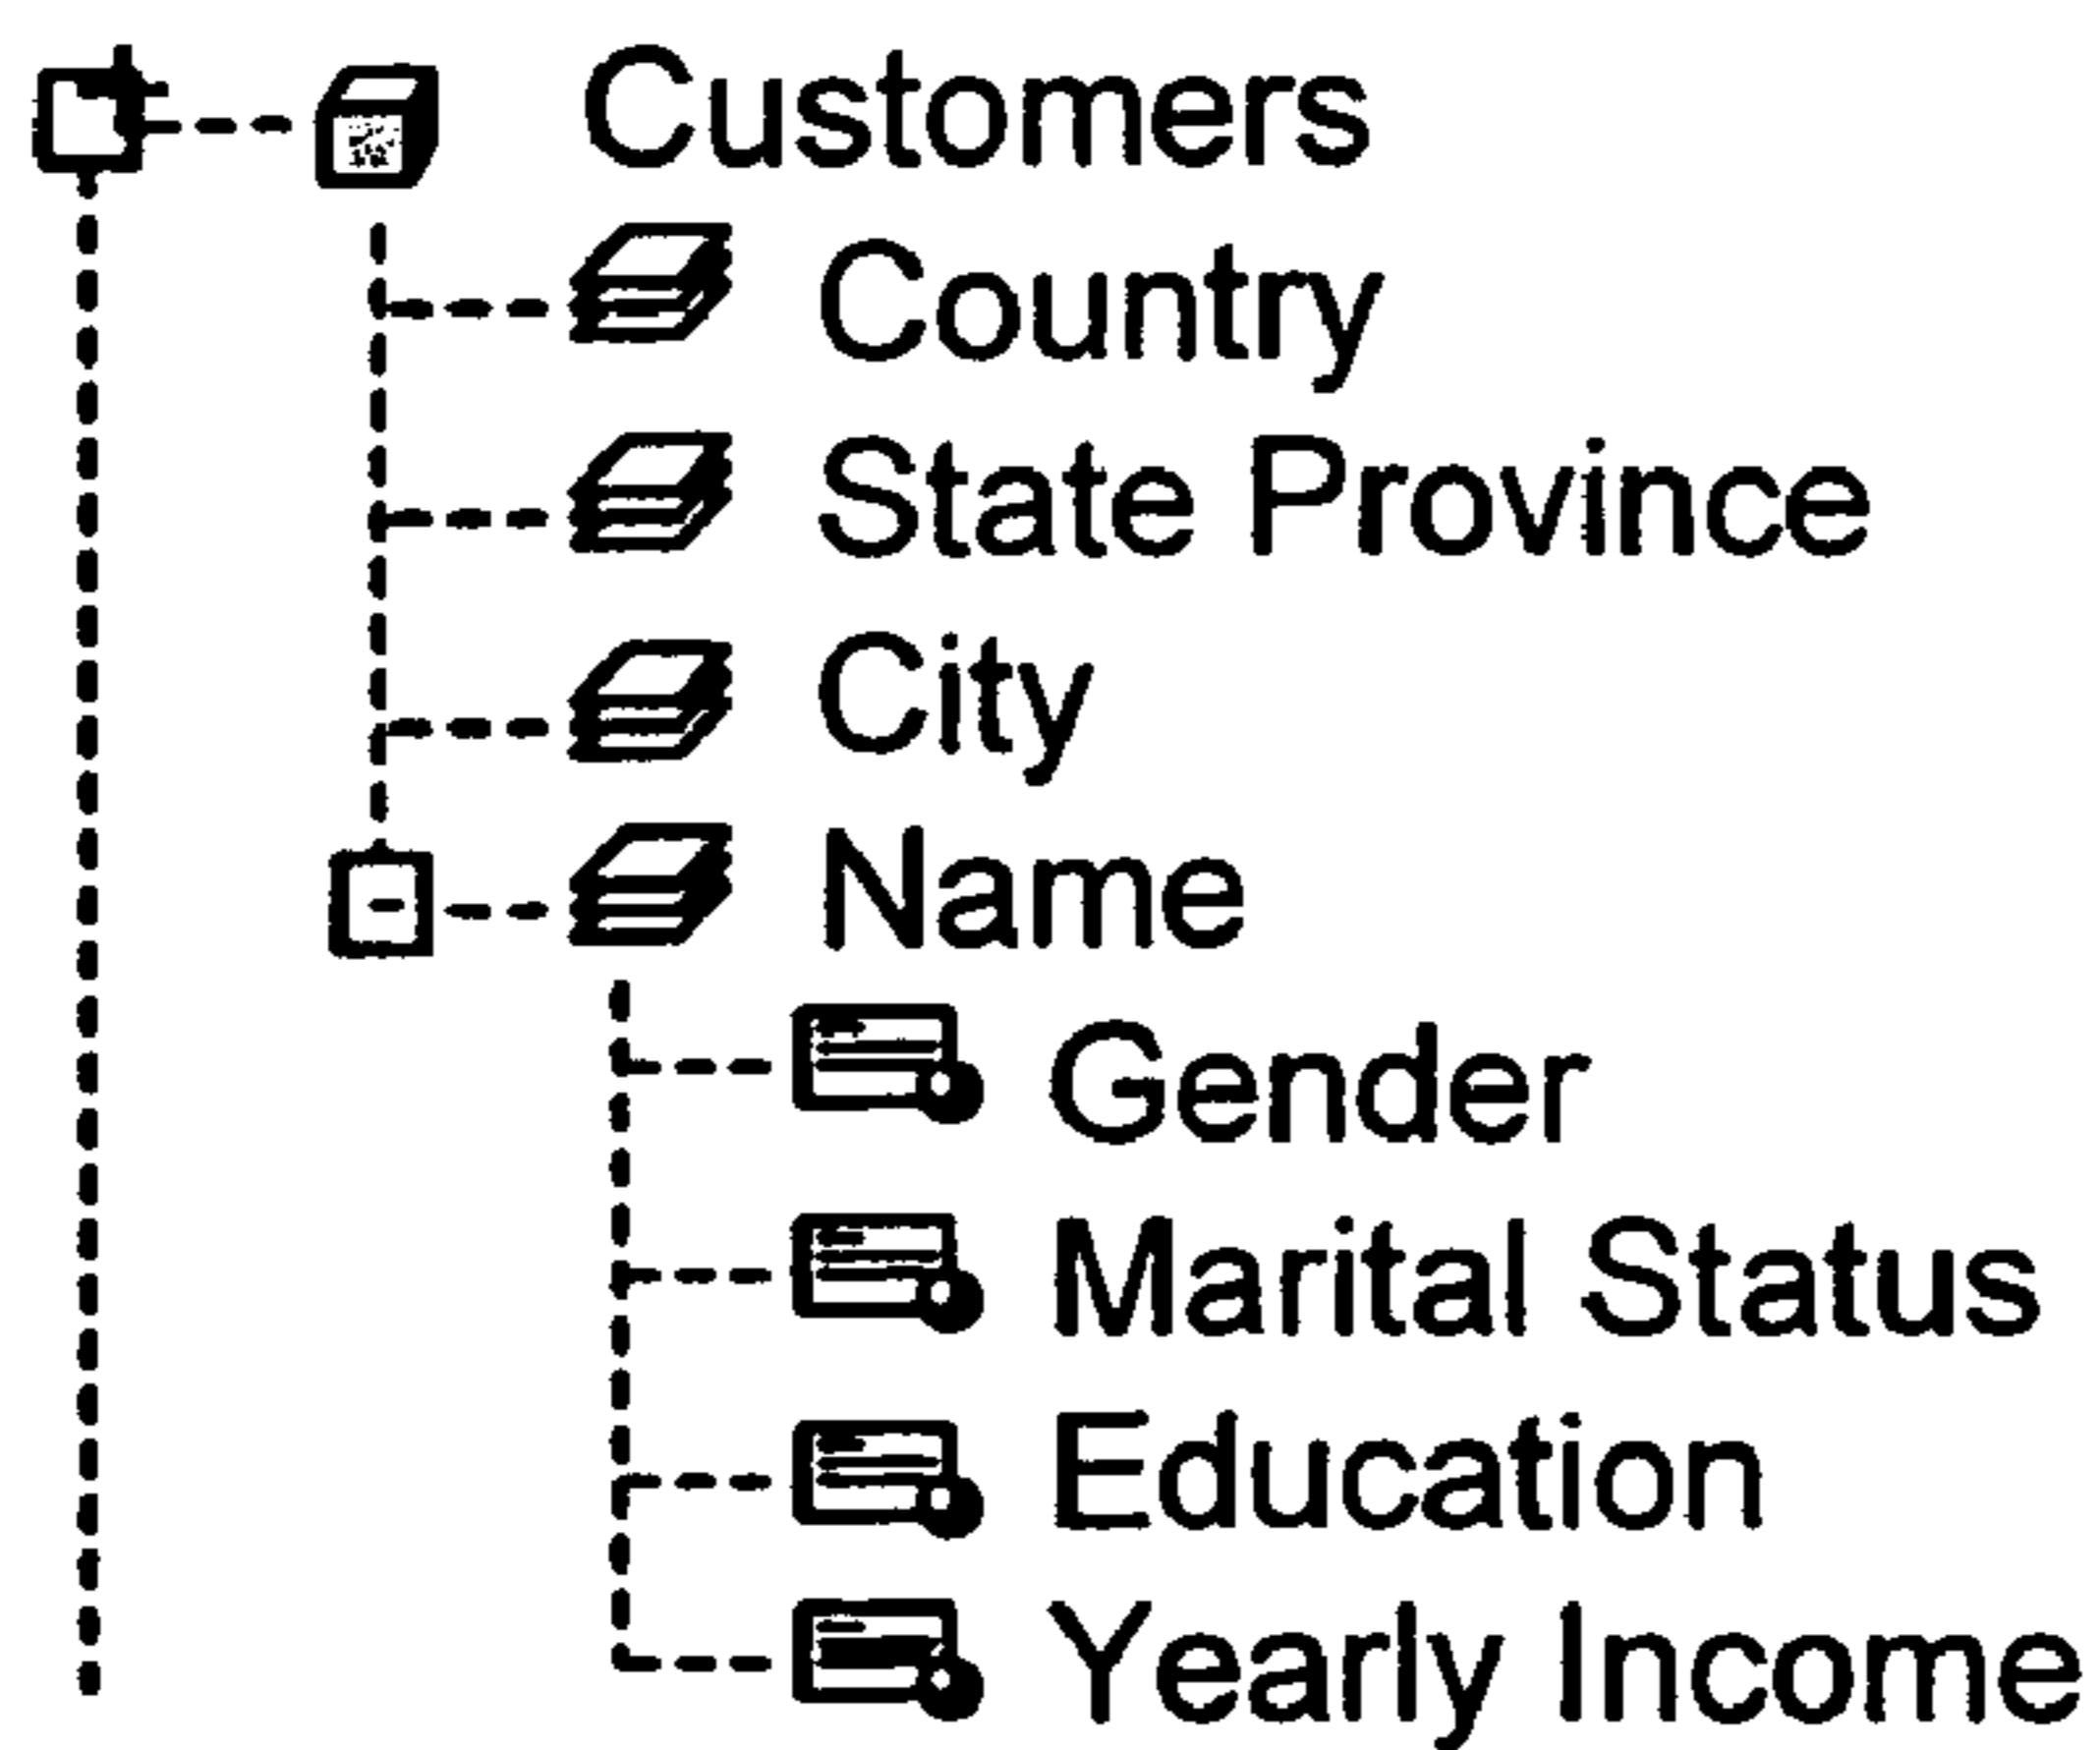 Customers
Country
State Province
City
Name
Gender
Marital Status
Education
Yearly Income